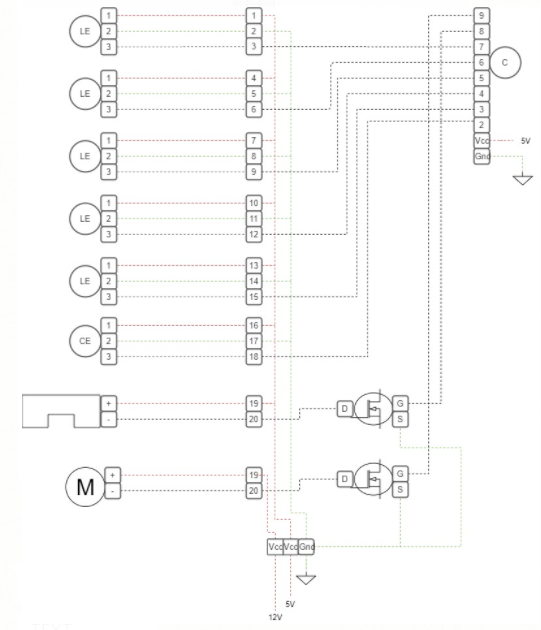 LE 1 1 9
2 2 8
3 3 7
LE 1 4 6 C
2 5 5
3 6 4
LE 1 7 3
2 8 2
3 9 Vcc 5V
Gnd
LE 1 10
2 11
3 12
LE 1 13
2 14
3 15
CE 1 16
2 17
3 18
+ 19 D G
- 20 S
M + 19 D G
- 20 S
Vcc Vcc Gnd
5V
12V
TEXT